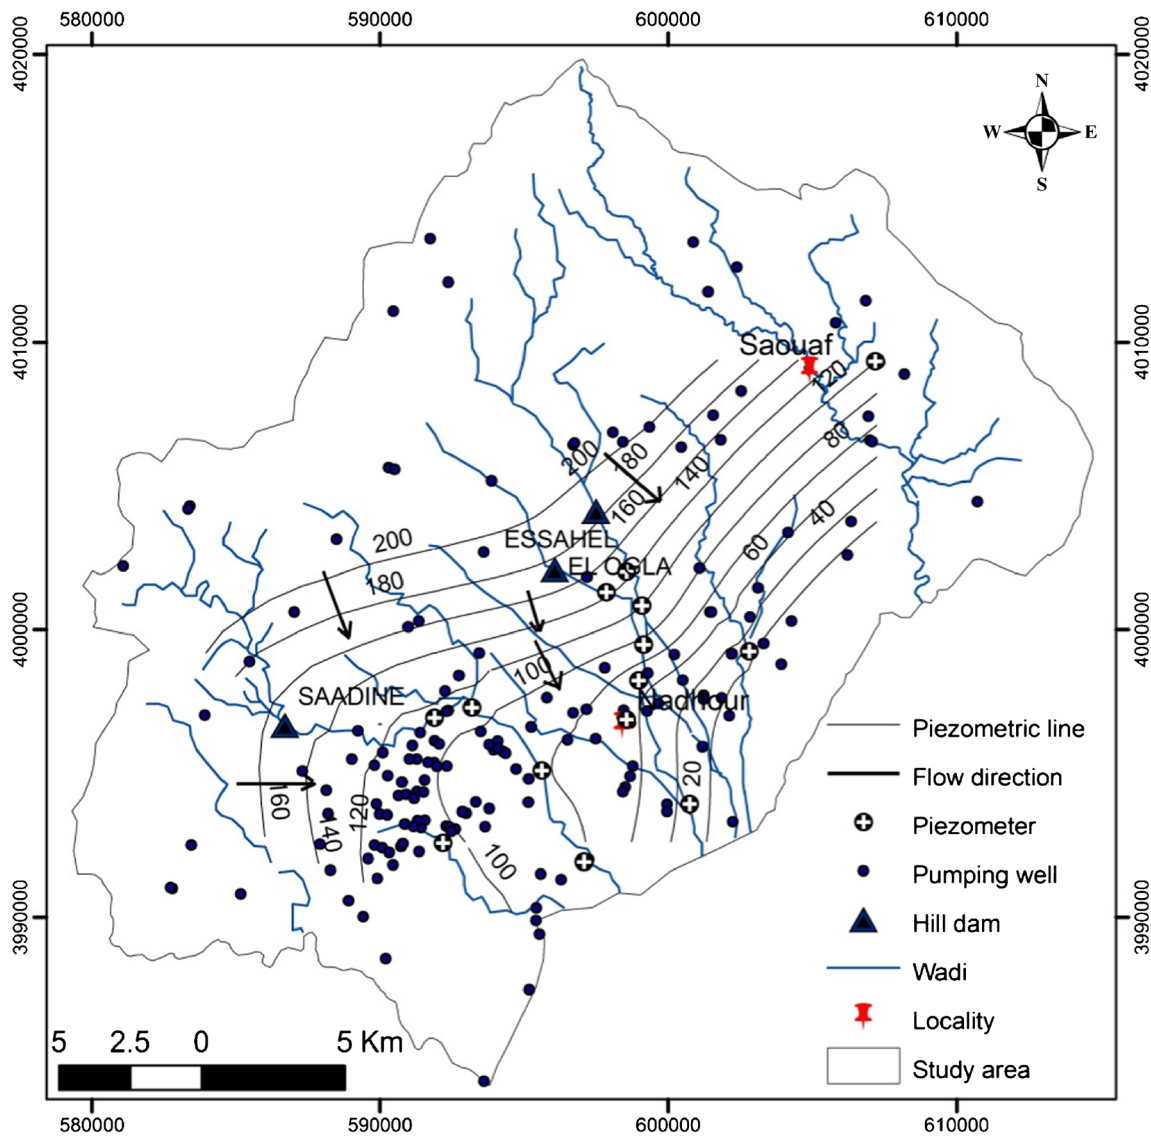 580000 590000 600000 610000
4020000 4020000
N
W E
S
4010000 4010000
Saouaf
120
80
200 180
140
160
40
200
ESSAHEL
60
EL OGLA
180
4000000 4000000
100
SAADINE
Nadhour
Piezometric line
20
Flow direction
160
120
140
Piezometer
100
Pumping well
3990000 3990000
Hill dam
Wadi
Locality
5 2.5 0 5 Km
Study area
580000 590000 600000 610000